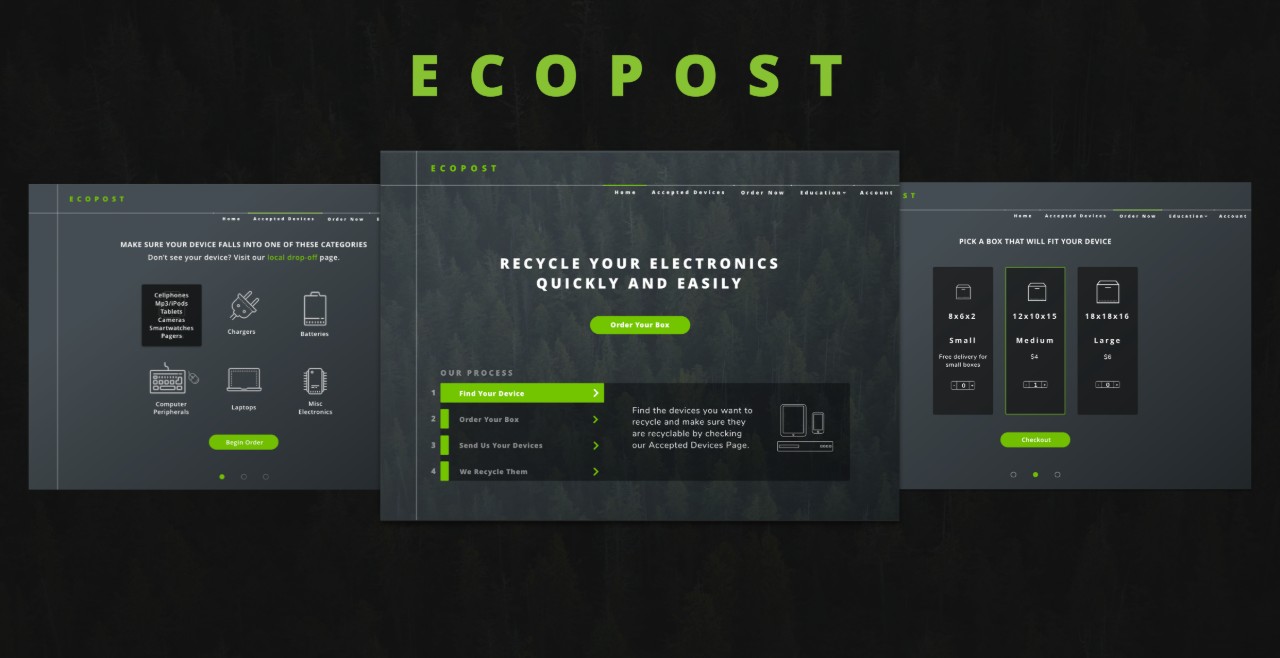 ECOPOST
ECOPOST
Home Accepted Devices Order Now
MAKE SURE YOUR DEVICE FALLS INTO ONE OF THESE CATEGORIES
Don't see your device? Visit our local drop-off page.
Cellphones
Mp3/iPods
Tablets
Cameras
Smartwatches
Pagers
Chargers
Batteries
Computer
Peripherals
Laptops
Misc
Electronics
Begin Order
ECOPOST
Home Accepted Devices Order Now Education Account
RECYCLE YOUR ELECTRONICS
QUICKLY AND EASILY
Order Your Box
OUR PROCESS
1 Find Your Device
2 Order Your Box
3 Send Us Your Devices
4 We Recycle Them
Find the devices you want to
recycle and make sure they
are recyclable by checking
our Accepted Devices Page.
ST
Home Accepted Devices Order Now Education Account
PICK A BOX THAT WILL FIT YOUR DEVICE
8x6x2
Small
Free delivery for
small boxes
- 0 +
12x10x15
Medium
$4
- 1 +
18x18x16
Large
$6
- 0 +
Checkout